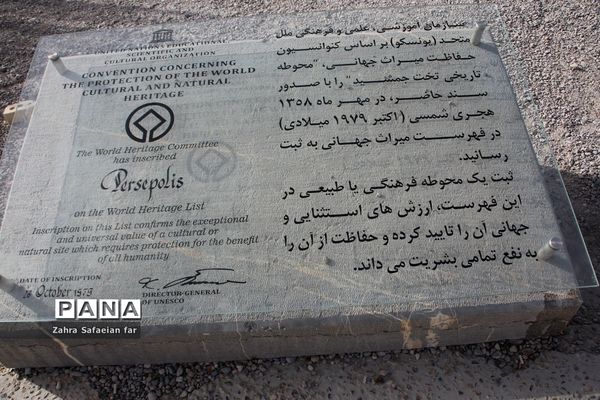 UNITED NATIONS EDUCATIONAL
SCIENTIFIC AND
CULTURAL ORGANIZATION
CONVENTION CONCERNING
THE PROTECTION OF THE WORLD
CULTURAL AND NATURAL
HERITAGE
The World Heritage Committee
has inscribed
Persepolis
on the World Heritage List
Inscription on this List confirms the exceptional
and universal value of a cultural or
natural site which requires protection for the benefit
of all humanity
DATE OF INSCRIPTION
October 1979
DIRECTOR-GENERAL
OF UNESCO
سازمان آموزشی، علمی و فرهنگی ملل
متحد (یونسکو) بر اساس کنوانسیون
حفاظت میراث جهانی، "محوطه
تاریخی تخت جمشید" را با صدور
سند حاضر، در مهر ماه ۱۳۵۸
هجری شمسی (اکتبر ۱۹۷۹ میلادی)
در فهرست میراث جهانی به ثبت
رسانید.
ثبت یک محوطه فرهنگی یا طبیعی در
این فهرست، ارزش های استثنایی و
جهانی آن را تایید کرده و حفاظت از آن را
به نفع تمامی بشریت می داند.
PANA
Zahra Safaeian far